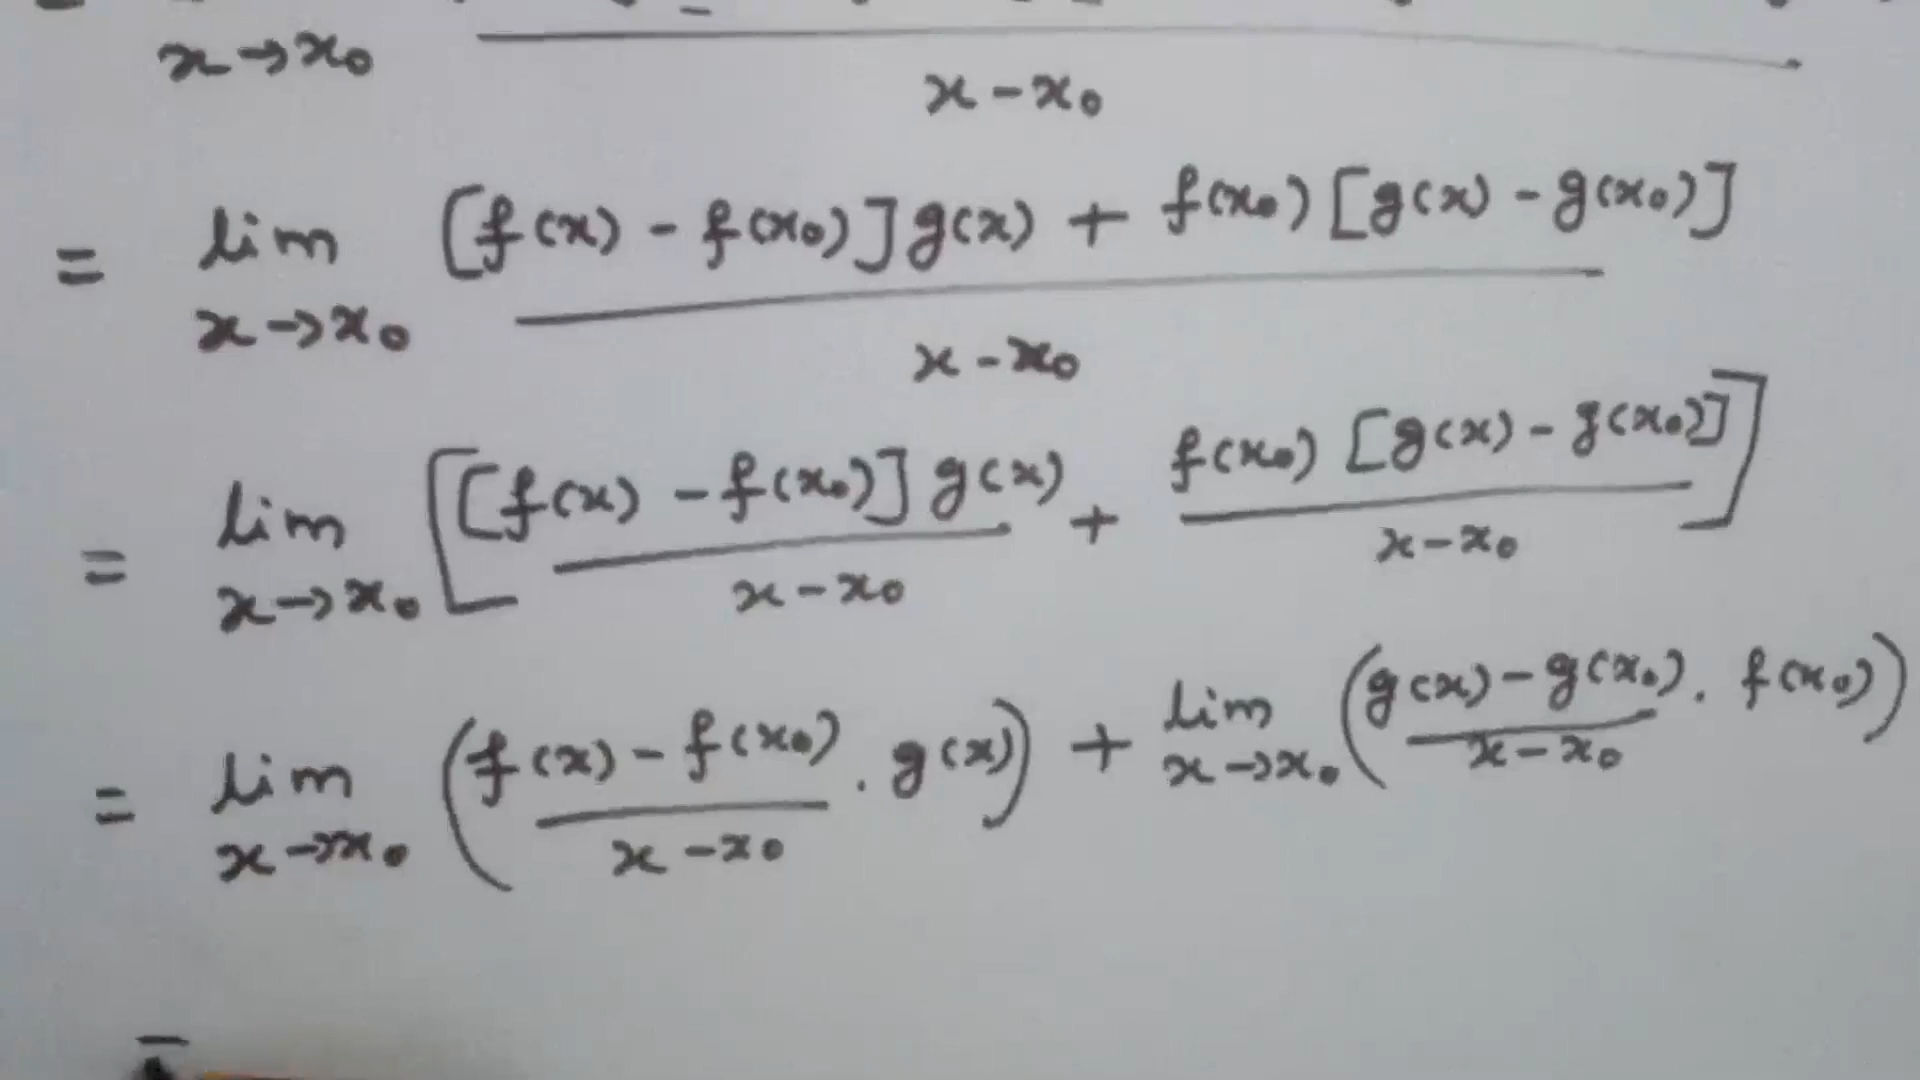 lim
x→x₀ / x - x₀
= lim x→x₀ [f(x) - f(x₀)] g(x) + f(x₀) [g(x) - g(x₀)] / x - x₀
= lim x→x₀ [ [f(x) - f(x₀)] g(x) / x - x₀ + f(x₀) [g(x) - g(x₀)] / x - x₀ ]
= lim x→x₀ ( f(x) - f(x₀) / x - x₀ . g(x) ) + lim x→x₀ ( g(x) - g(x₀) / x - x₀ . f(x₀) )